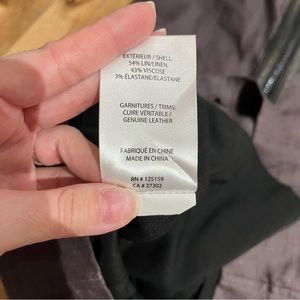 EXTÉRIEUR / SHELL:
54% LIN/LINEN
43% VISCOSE
3% ÉLASTANE/ELASTANE
GARNITURES / TRIMS:
CUIRE VÉRITABLE /
GENUINE LEATHER
FABRIQUÉ EN CHINE
MADE IN CHINA
RN # 125159
CA # 27302